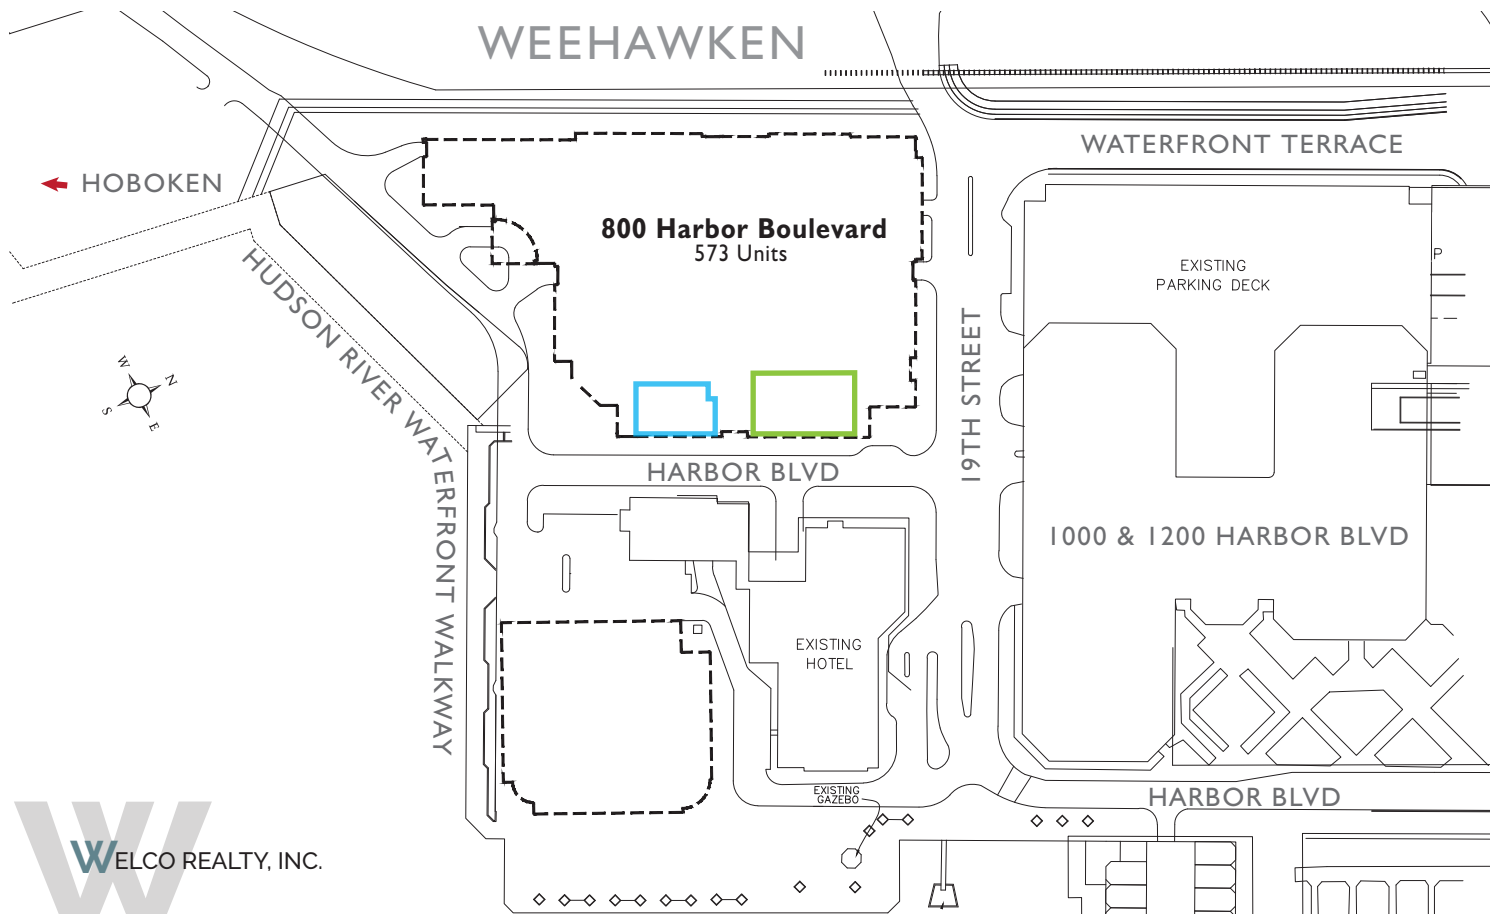 WEEHAWKEN
WATERFRONT TERRACE
HOBOKEN
800 Harbor Boulevard
573 Units
P
EXISTING
PARKING DECK
HUDSON RIVER WATERFRONT WALKWAY
19TH STREET
W
N
S
E
HARBOR BLVD
1000 & 1200 HARBOR BLVD
EXISTING
HOTEL
EXISTING
GAZEBO
HARBOR BLVD
W
WELCO REALTY, INC.